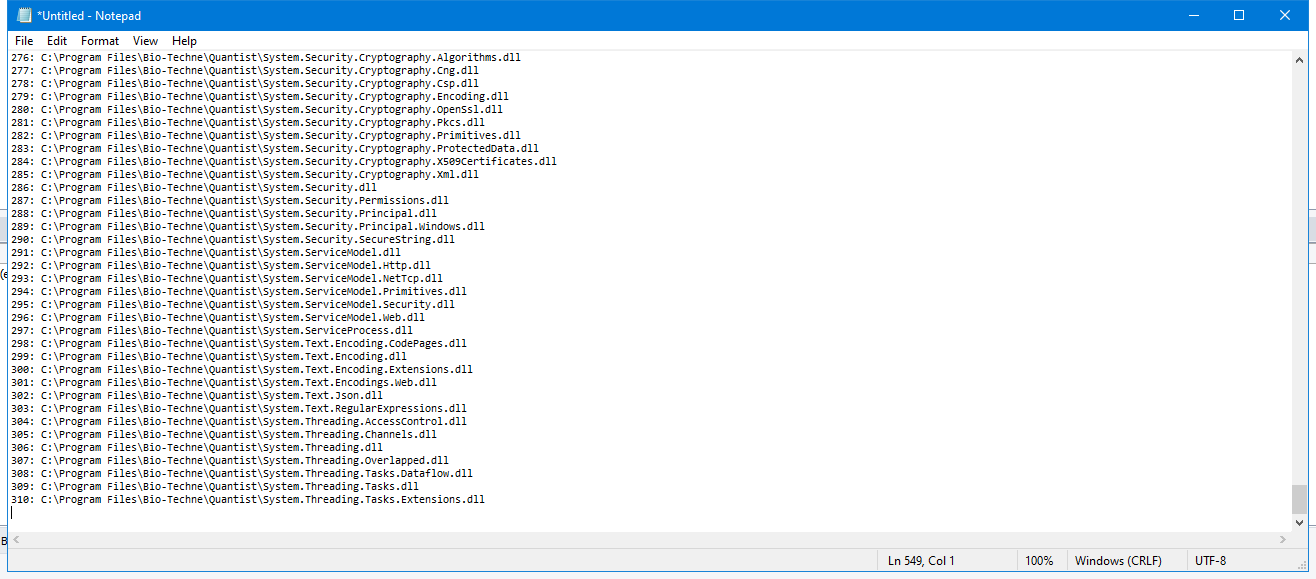 *Untitled - Notepad
File Edit Format View Help
276: C:\Program Files\Bio-Techne\Quantist\System.Security.Cryptography.Algorithms.dll
277: C:\Program Files\Bio-Techne\Quantist\System.Security.Cryptography.Cng.dll
278: C:\Program Files\Bio-Techne\Quantist\System.Security.Cryptography.Csp.dll
279: C:\Program Files\Bio-Techne\Quantist\System.Security.Cryptography.Encoding.dll
280: C:\Program Files\Bio-Techne\Quantist\System.Security.Cryptography.OpenSsl.dll
281: C:\Program Files\Bio-Techne\Quantist\System.Security.Cryptography.Pkcs.dll
282: C:\Program Files\Bio-Techne\Quantist\System.Security.Cryptography.Primitives.dll
283: C:\Program Files\Bio-Techne\Quantist\System.Security.Cryptography.ProtectedData.dll
284: C:\Program Files\Bio-Techne\Quantist\System.Security.Cryptography.X509Certificates.dll
285: C:\Program Files\Bio-Techne\Quantist\System.Security.Cryptography.Xml.dll
286: C:\Program Files\Bio-Techne\Quantist\System.Security.dll
287: C:\Program Files\Bio-Techne\Quantist\System.Security.Permissions.dll
288: C:\Program Files\Bio-Techne\Quantist\System.Security.Principal.dll
289: C:\Program Files\Bio-Techne\Quantist\System.Security.Principal.Windows.dll
290: C:\Program Files\Bio-Techne\Quantist\System.Security.SecureString.dll
291: C:\Program Files\Bio-Techne\Quantist\System.ServiceModel.dll
292: C:\Program Files\Bio-Techne\Quantist\System.ServiceModel.Http.dll
293: C:\Program Files\Bio-Techne\Quantist\System.ServiceModel.NetTcp.dll
294: C:\Program Files\Bio-Techne\Quantist\System.ServiceModel.Primitives.dll
295: C:\Program Files\Bio-Techne\Quantist\System.ServiceModel.Security.dll
296: C:\Program Files\Bio-Techne\Quantist\System.ServiceModel.Web.dll
297: C:\Program Files\Bio-Techne\Quantist\System.ServiceProcess.dll
298: C:\Program Files\Bio-Techne\Quantist\System.Text.Encoding.CodePages.dll
299: C:\Program Files\Bio-Techne\Quantist\System.Text.Encoding.dll
300: C:\Program Files\Bio-Techne\Quantist\System.Text.Encoding.Extensions.dll
301: C:\Program Files\Bio-Techne\Quantist\System.Text.Encodings.Web.dll
302: C:\Program Files\Bio-Techne\Quantist\System.Text.Json.dll
303: C:\Program Files\Bio-Techne\Quantist\System.Text.RegularExpressions.dll
304: C:\Program Files\Bio-Techne\Quantist\System.Threading.AccessControl.dll
305: C:\Program Files\Bio-Techne\Quantist\System.Threading.Channels.dll
306: C:\Program Files\Bio-Techne\Quantist\System.Threading.dll
307: C:\Program Files\Bio-Techne\Quantist\System.Threading.Overlapped.dll
308: C:\Program Files\Bio-Techne\Quantist\System.Threading.Tasks.Dataflow.dll
309: C:\Program Files\Bio-Techne\Quantist\System.Threading.Tasks.dll
310: C:\Program Files\Bio-Techne\Quantist\System.Threading.Tasks.Extensions.dll
Ln 549, Col 1 100% Windows (CRLF) UTF-8